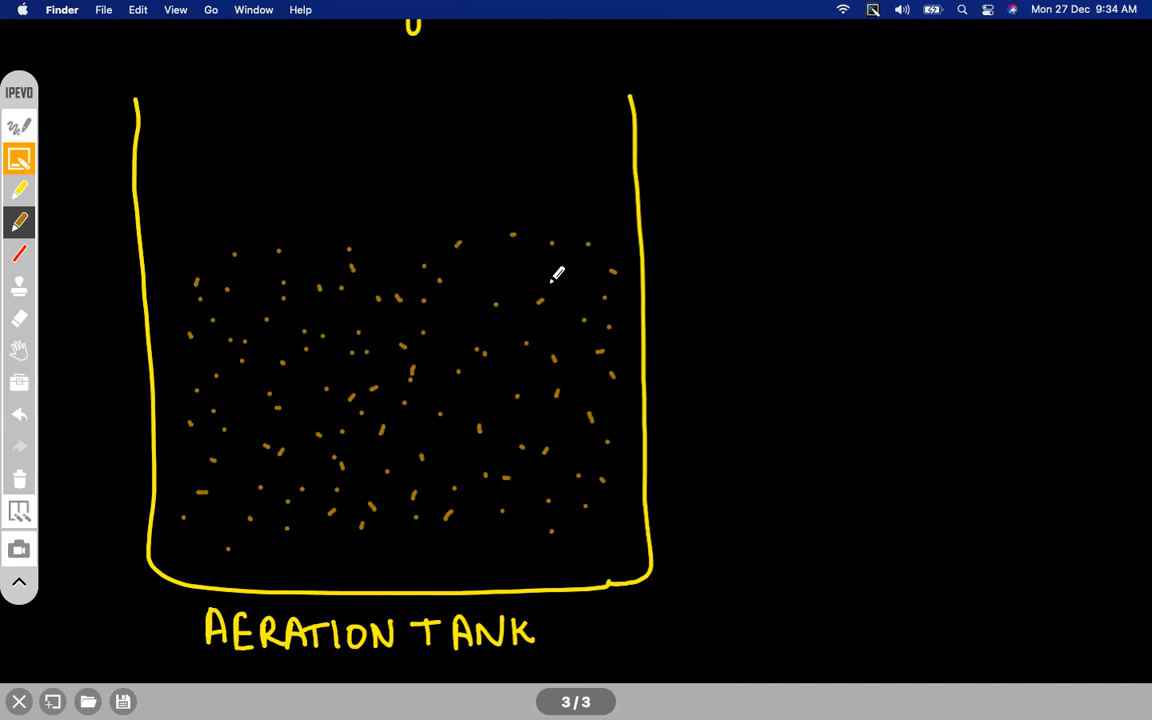 Finder File Edit View Go Window Help Mon 27 Dec 9:34 AM
IPEVO
AERATION TANK
3/3